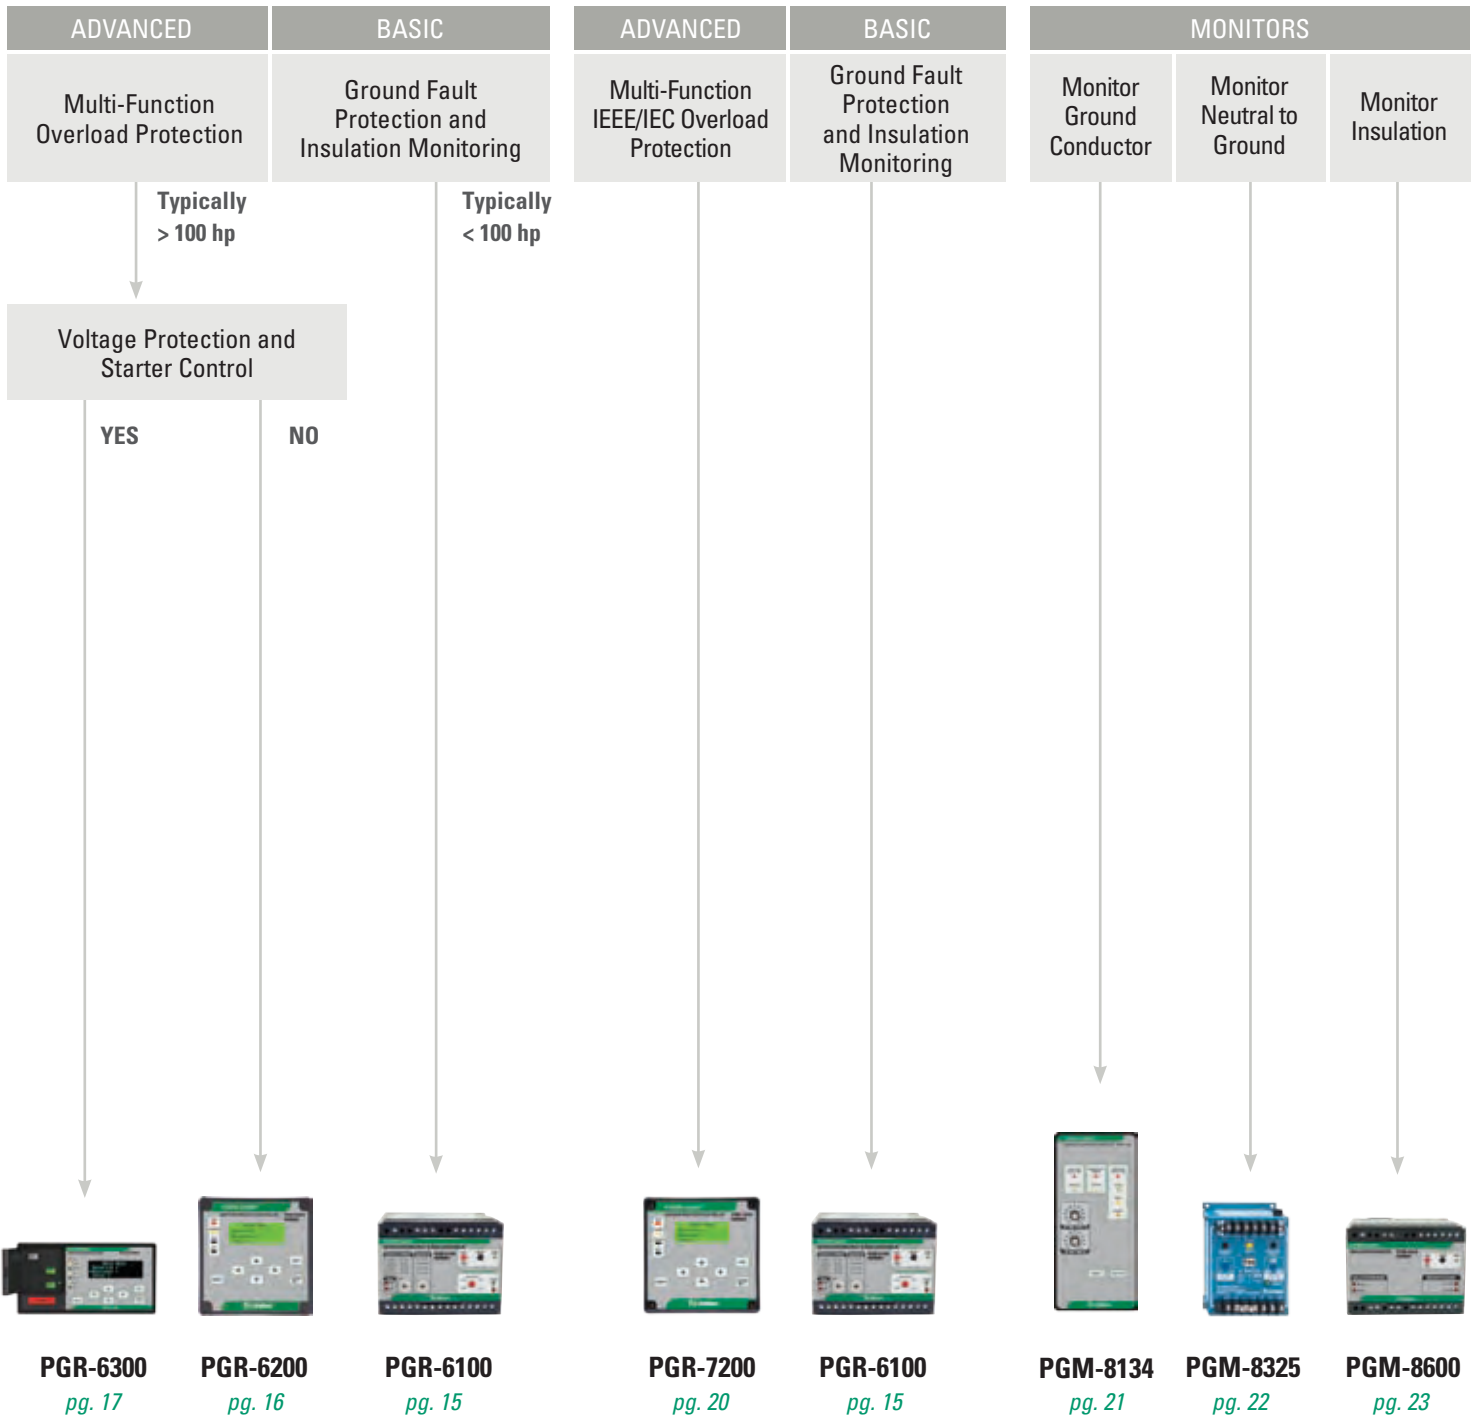 ADVANCED
BASIC
ADVANCED
BASIC
MONITORS
Multi-Function
Overload Protection
Ground Fault
Protection and
Insulation Monitoring
Multi-Function
IEEE/IEC Overload
Protection
Ground Fault
Protection
and Insulation
Monitoring
Monitor
Ground
Conductor
Monitor
Neutral to
Ground
Monitor
Insulation
Typically
> 100 hp
Typically
< 100 hp
Voltage Protection and
Starter Control
YES
NO
PGR-6300
pg. 17
PGR-6200
pg. 16
PGR-6100
pg. 15
PGR-7200
pg. 20
PGR-6100
pg. 15
PGM-8134
pg. 21
PGM-8325
pg. 22
PGM-8600
pg. 23